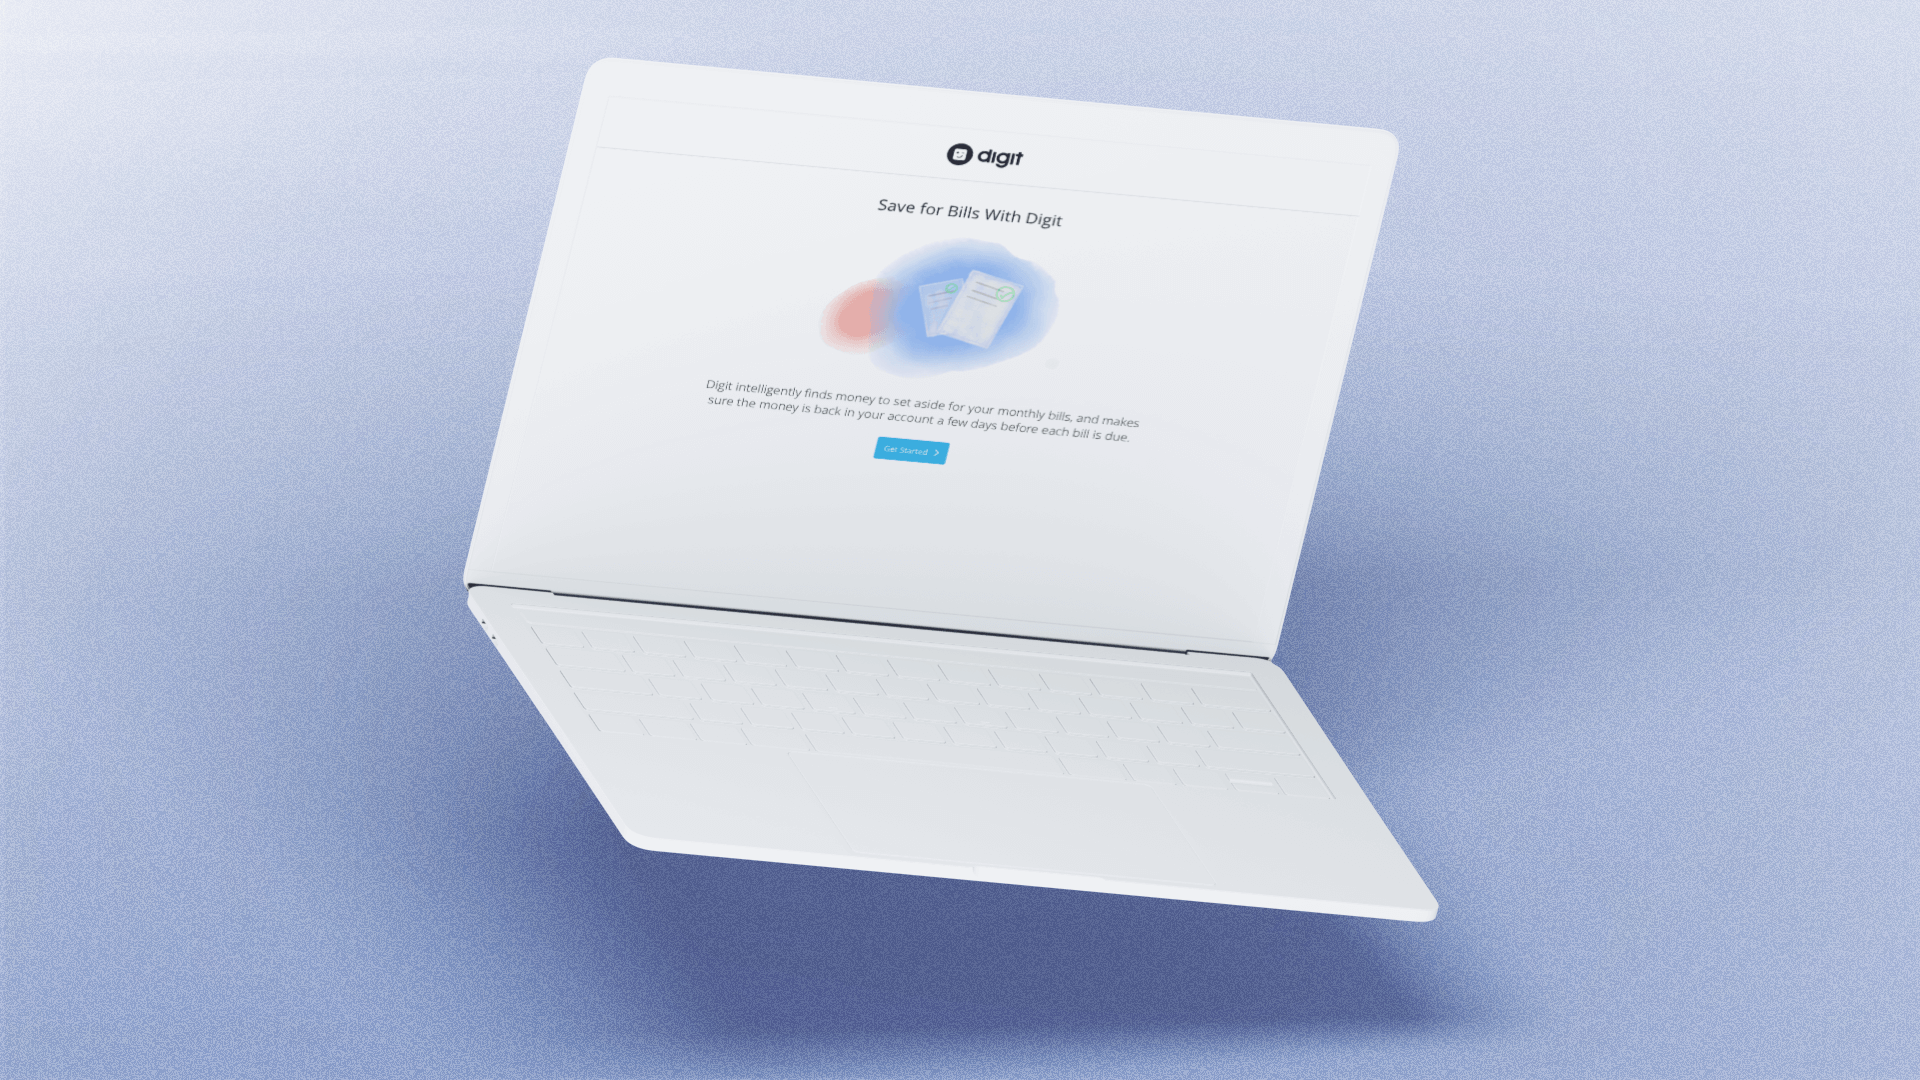 digit
Save for Bills With Digit
Digit intelligently finds money to set aside for your monthly bills, and makes
sure the money is back in your account a few days before each bill is due.
Get Started